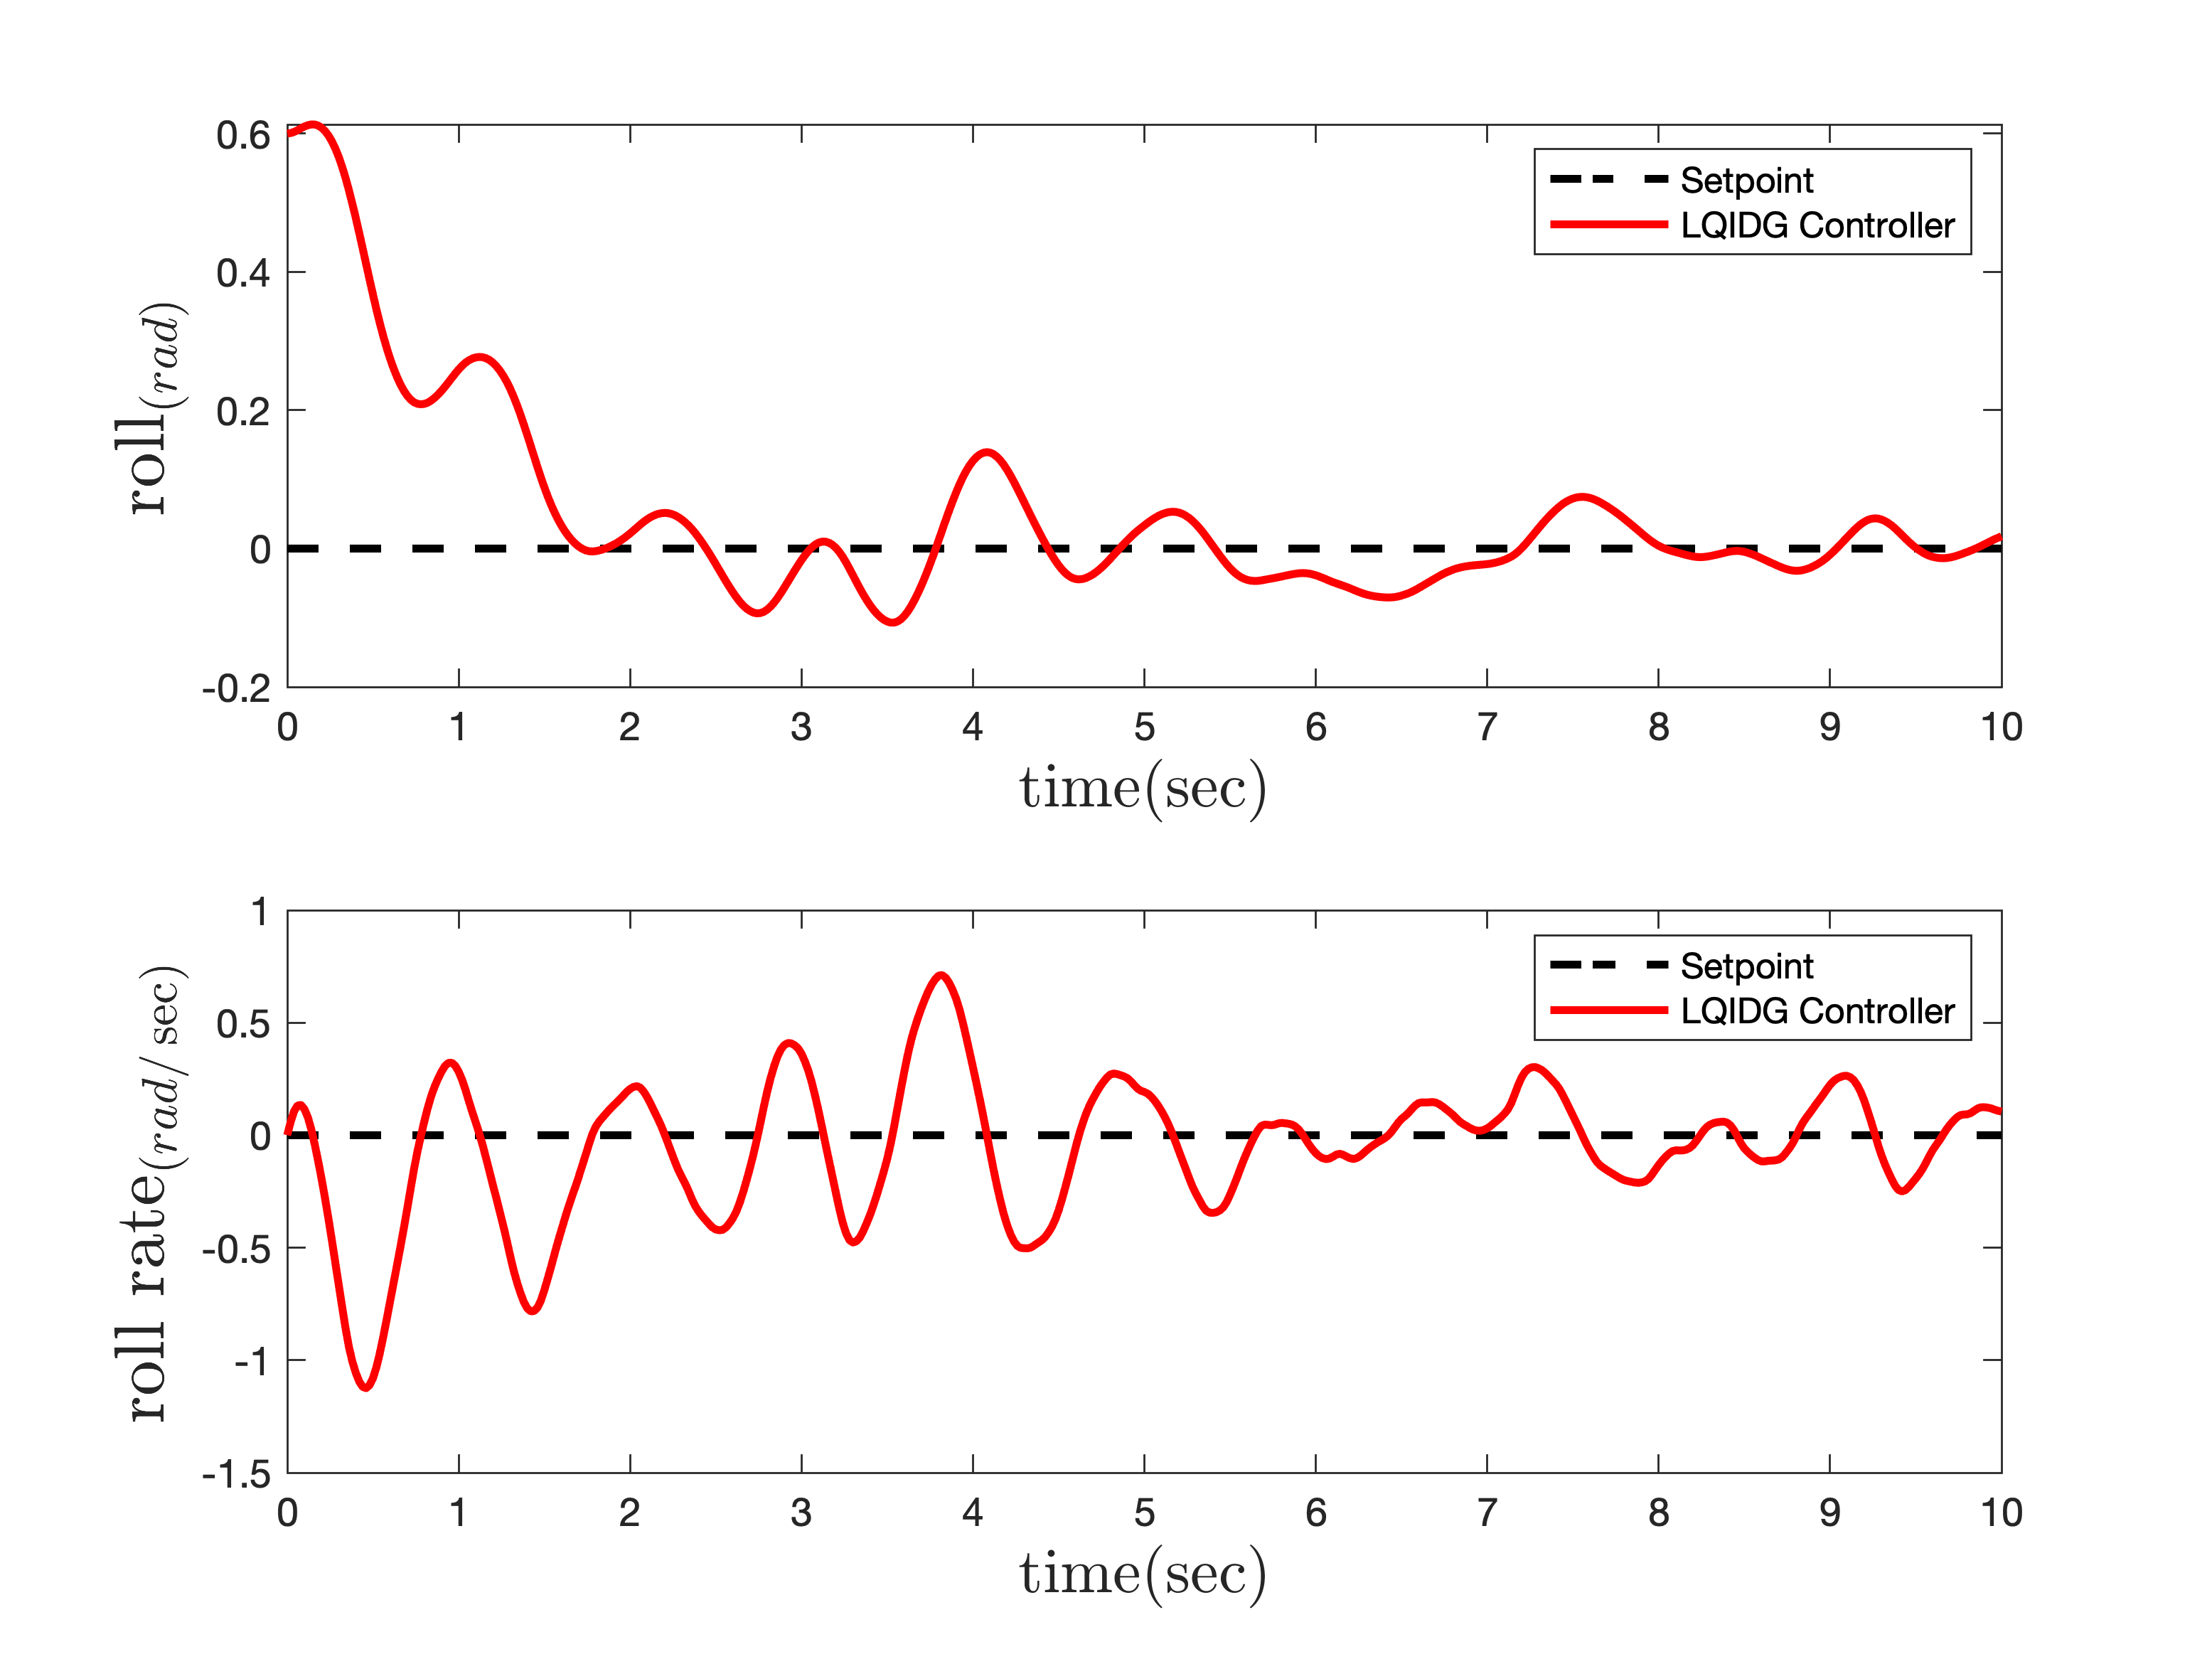 0.6
0.4
0.2
0
-0.2
roll(rad)
Setpoint
LQIDG Controller
0 1 2 3 4 5 6 7 8 9 10
time(sec)
1
0.5
0
-0.5
-1
-1.5
roll rate(rad/sec)
Setpoint
LQIDG Controller
0 1 2 3 4 5 6 7 8 9 10
time(sec)